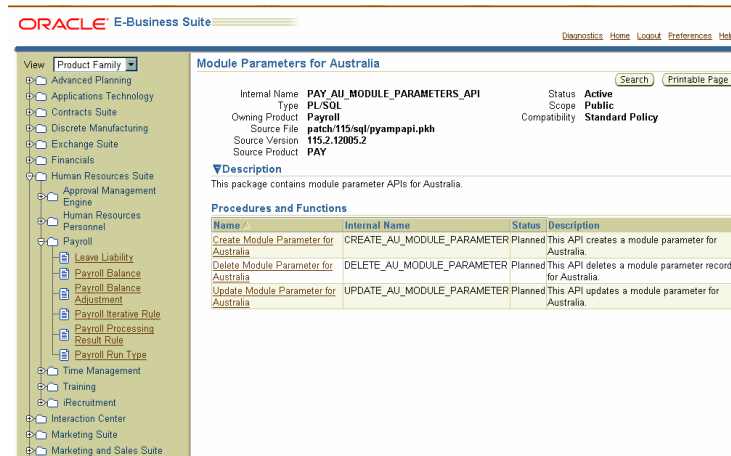 ORACLE E-Business Suite
Diagnostics Home Logout Preferences Help
View Product Family
Advanced Planning
Applications Technology
Contracts Suite
Discrete Manufacturing
Exchange Suite
Financials
Human Resources Suite
Approval Management
Engine
Human Resources
Personnel
Payroll
Leave Liability
Payroll Balance
Payroll Balance
Adjustment
Payroll Iterative Rule
Payroll Processing
Result Rule
Payroll Run Type
Time Management
Training
iRecruitment
Interaction Center
Marketing Suite
Marketing and Sales Suite
Module Parameters for Australia
Search Printable Page
Internal Name PAY_AU_MODULE_PARAMETERS_API Status Active
Type PL/SQL Scope Public
Owning Product Payroll Compatibility Standard Policy
Source File patch/115/sql/pyampapi.pkh
Source Version 115.2.12005.2
Source Product PAY
Description
This package contains module parameter APIs for Australia.
Procedures and Functions
Name Internal Name Status Description
Create Module Parameter for CREATE_AU_MODULE_PARAMETER Planned This API creates a module parameter for
Australia Australia.
Delete Module Parameter for DELETE_AU_MODULE_PARAMETER Planned This API deletes a module parameter record
Australia for Australia.
Update Module Parameter for UPDATE_AU_MODULE_PARAMETER Planned This API updates a module parameter for
Australia Australia.